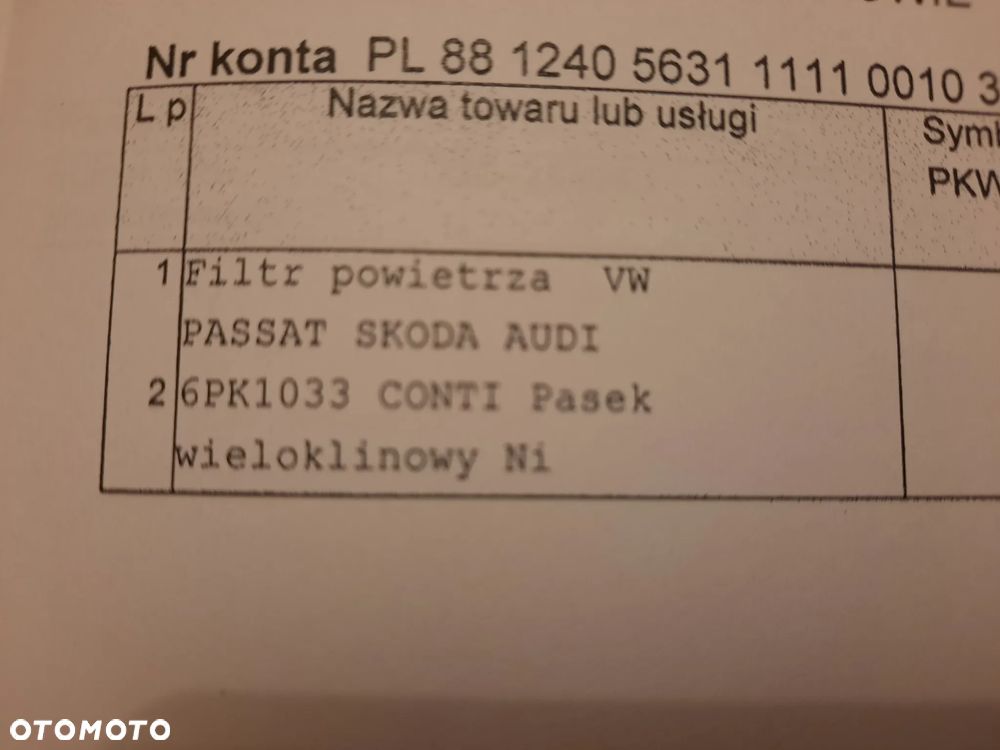 Nr konta PL 88 1240 5631 1111 0010 3
L p Nazwa towaru lub usługi
PKW
1 Filtr powietrza VW
PASSAT SKODA AUDI
2 6PK1033 CONTI Pasek
wieloklinowy Ni
OTOMOTO